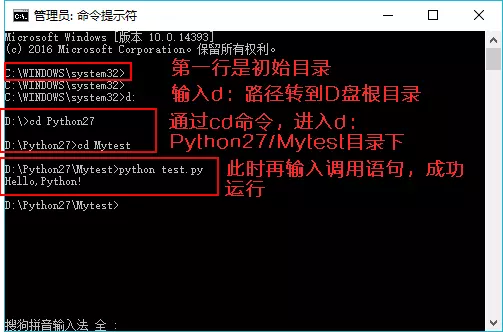 管理员: 命令提示符
Microsoft Windows [版本 10.0.14393]
(c) 2016 Microsoft Corporation。保留所有权利。
C:\WINDOWS\system32>
第一行是初始目录
C:\WINDOWS\system32>
C:\WINDOWS\system32>d:
输入d：路径转到D盘根目录
D:\>cd Python27
通过cd命令，进入d：
D:\Python27>cd Mytest
Python27/Mytest目录下
D:\Python27\Mytest>python test.py
此时再输入调用语句，成功
Hello,Python!
运行
D:\Python27\Mytest>
搜狗拼音输入法 全 :